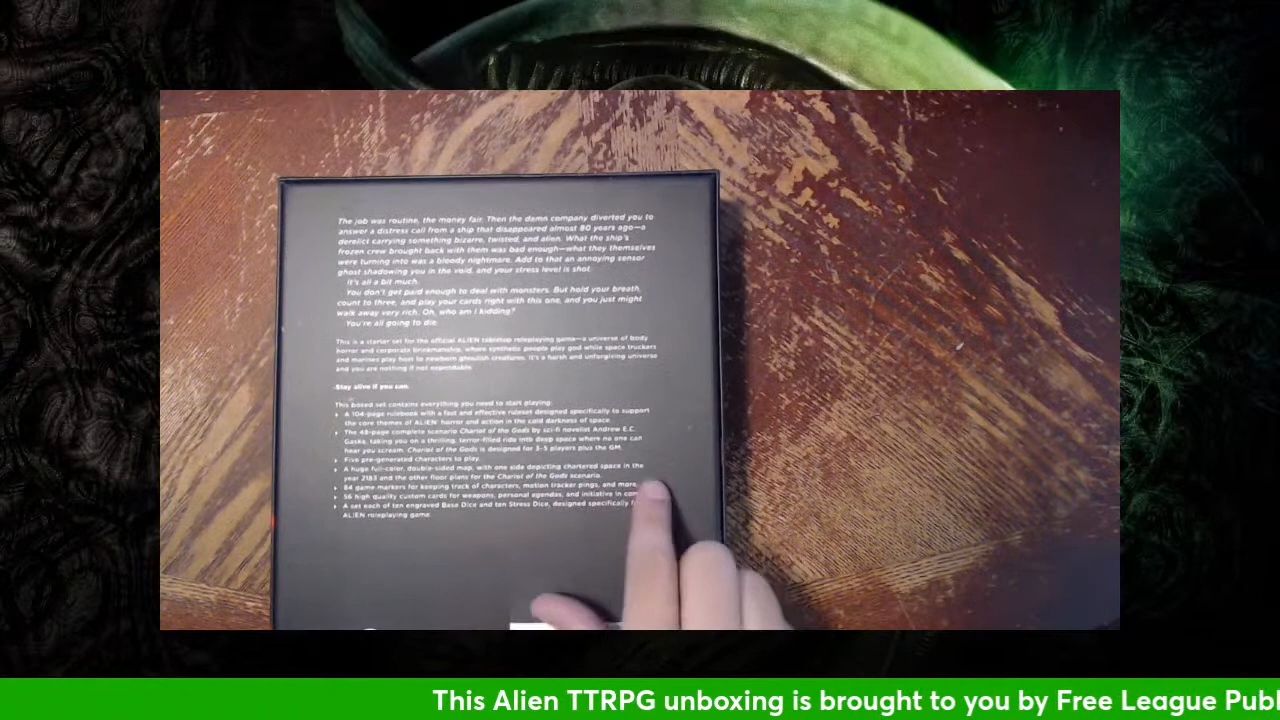 The job was routine, the money fair. Then the damn company diverted you to
answer a distress call from a ship that disappeared almost 80 years ago—a
derelict carrying something bizarre, twisted, and alien. What the ship's
frozen crew brought back with them was bad enough—what they themselves
were turning into was a bloody nightmare. Add to that an annoying sensor
ghost shadowing you in the void, and your stress level is shot.
It's all a bit much.
You don't get paid enough to deal with monsters. But hold your breath,
count to three, and play your cards right with this one, and you just might
walk away very rich. Oh, who am I kidding?
You're all going to die.
This is a starter set for the official ALIEN tabletop roleplaying game—a universe of body
horror and corporate brinkmanship, where synthetic people play god while space truckers
and marines play host to newborn ghoulish creatures. It's a harsh and unforgiving universe
and you are nothing if not expendable.
Stay alive if you can.
This boxed set contains everything you need to start playing:
A 104-page rulebook with a fast and effective ruleset designed specifically to support
the core themes of ALIEN: horror and action in the cold darkness of space.
The 48-page complete scenario Chariot of the Gods by sci-fi novelist Andrew E.C.
Gaska, taking you on a thrilling, terror-filled ride into deep space where no one can
hear you scream. Chariot of the Gods is designed for 3–5 players plus the GM.
Five pre-generated characters to play.
A huge full-color, double-sided map, with one side depicting chartered space in the
year 2183 and the other floor plans for the Chariot of the Gods scenario.
84 game markers for keeping track of characters, motion tracker pings, and more.
56 high quality custom cards for weapons, personal agendas, and initiative in
A set each of ten engraved Base Dice and ten Stress Dice, designed specifically
ALIEN roleplaying game.
This Alien TTRPG unboxing is brought to you by Free League Publ